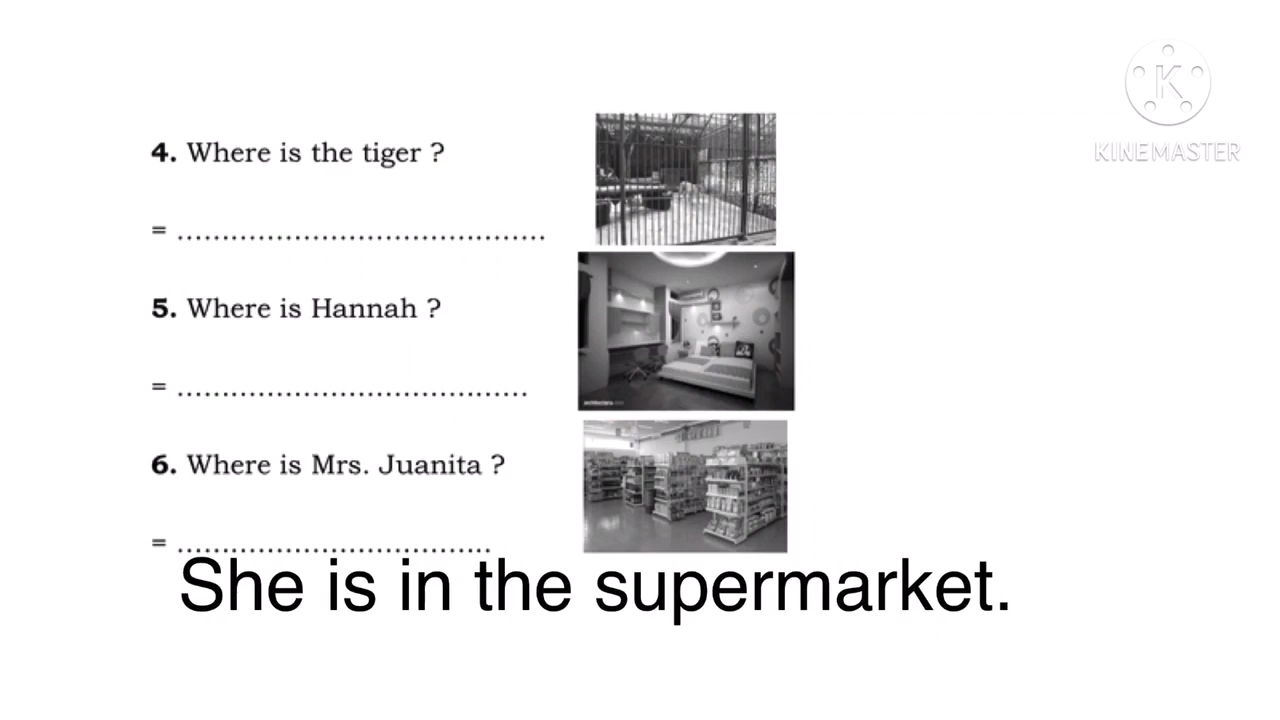 KINEMASTER
4. Where is the tiger ?
= .........................................
5. Where is Hannah ?
= .......................................
6. Where is Mrs. Juanita ?
= ...................................
She is in the supermarket.